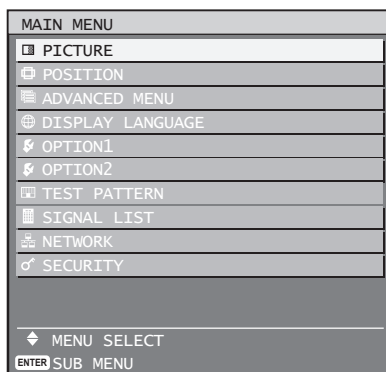 MAIN MENU
PICTURE
POSITION
ADVANCED MENU
DISPLAY LANGUAGE
OPTION1
OPTION2
TEST PATTERN
SIGNAL LIST
NETWORK
SECURITY
MENU SELECT
ENTER SUB MENU